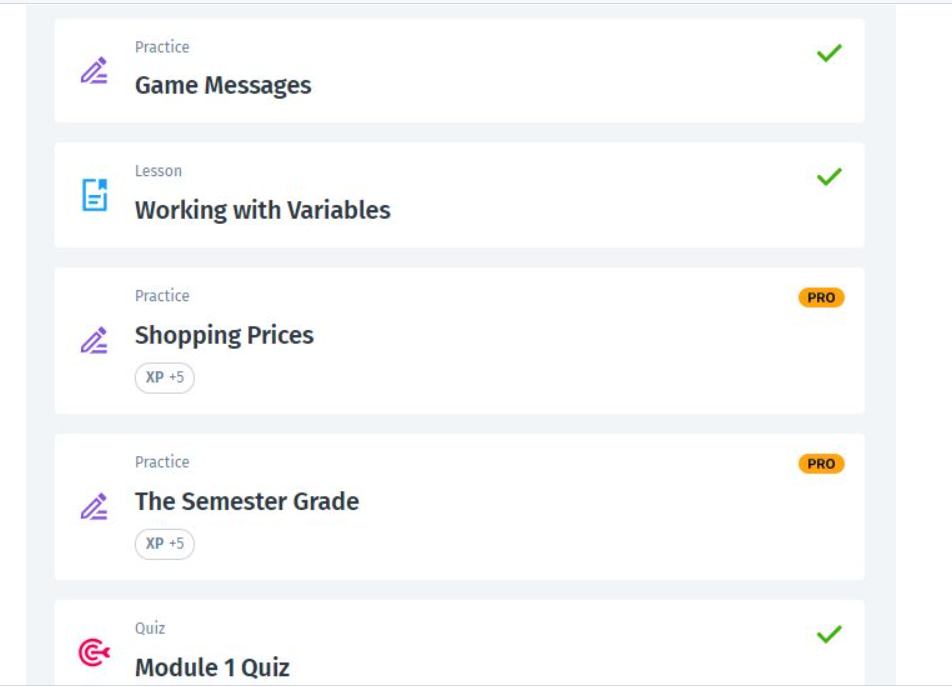 Practice
Game Messages
Lesson
Working with Variables
Practice
PRO
Shopping Prices
XP +5
Practice
PRO
The Semester Grade
XP +5
Quiz
Module 1 Quiz